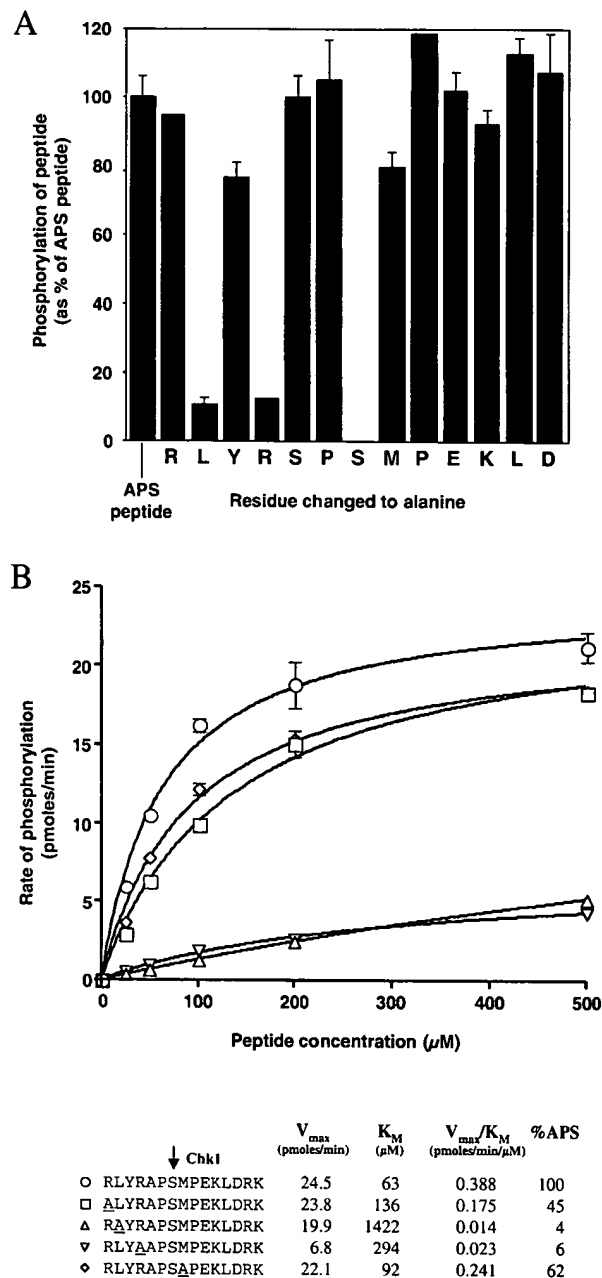 A
120
100
80
60
40
20
0
Phosphorylation of peptide
(as % of APS peptide)
R L Y R S P S M P E K L D
APS
peptide
Residue changed to alanine
B
25
20
15
10
5
0
Rate of phosphorylation
(pmoles/min)
0 100 200 300 400 500
Peptide concentration (µM)
Vmax KM Vmax/KM %APS
(pmoles/min) (µM) (pmoles/min/µM)
↓ Chk1
○ RLYRAPSMPEKLDRK 24.5 63 0.388 100
□ ALYRAPSMPEKLDRK 23.8 136 0.175 45
△ RAYRAPSMPEKLDRK 19.9 1422 0.014 4
▽ RLYAAPSMPEKLDRK 6.8 294 0.023 6
◇ RLYRAPSAPEKLDRK 22.1 92 0.241 62